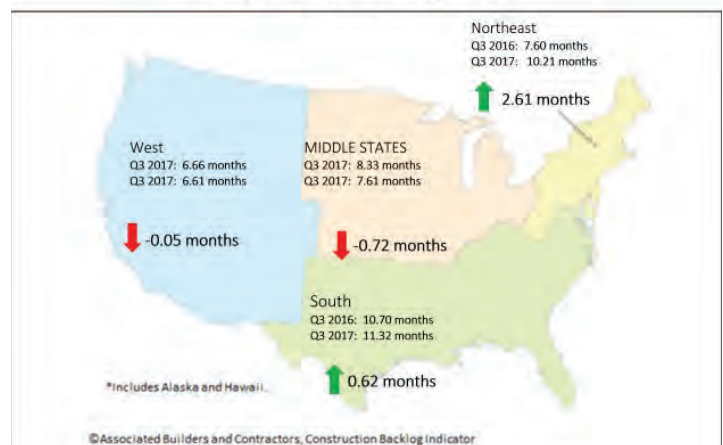 Northeast
Q3 2016: 7.60 months
Q3 2017: 10.21 months
2.61 months
West
Q3 2017: 6.66 months
Q3 2017: 6.61 months
-0.05 months
MIDDLE STATES
Q3 2017: 8.33 months
Q3 2017: 7.61 months
-0.72 months
South
Q3 2016: 10.70 months
Q3 2017: 11.32 months
0.62 months
*Includes Alaska and Hawaii.
©Associated Builders and Contractors, Construction Backlog Indicator